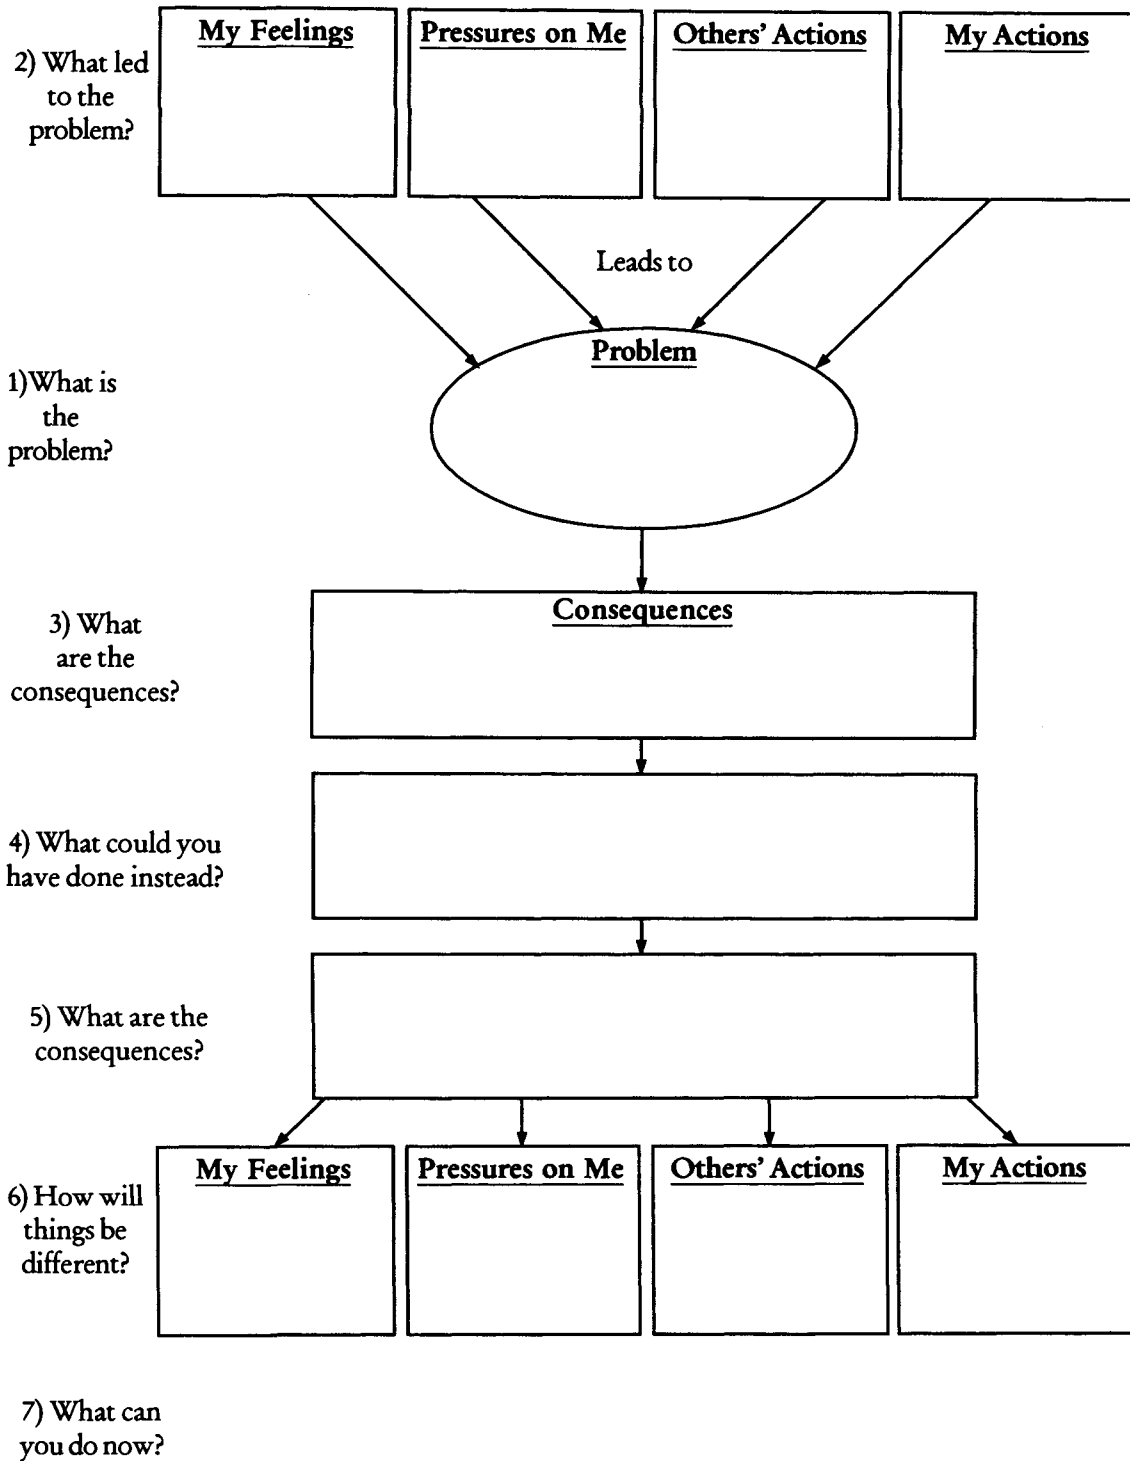 My Feelings
Pressures on Me
Others' Actions
My Actions
2) What led
to the
problem?
Leads to
Problem
1)What is
the
problem?
Consequences
3) What
are the
consequences?
4) What could you
have done instead?
5) What are the
consequences?
My Feelings
Pressures on Me
Others' Actions
My Actions
6) How will
things be
different?
7) What can
you do now?